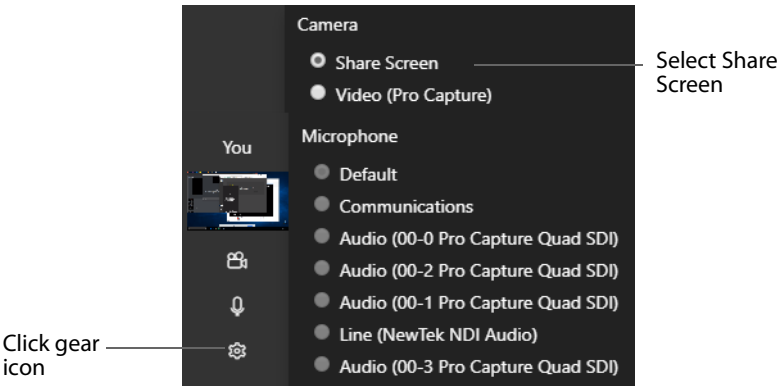 Camera
Share Screen
Select Share
Screen
Video (Pro Capture)
You
Microphone
Default
Communications
Audio (00-0 Pro Capture Quad SDI)
Audio (00-2 Pro Capture Quad SDI)
Audio (00-1 Pro Capture Quad SDI)
Line (NewTek NDI Audio)
Audio (00-3 Pro Capture Quad SDI)
Click gear
icon